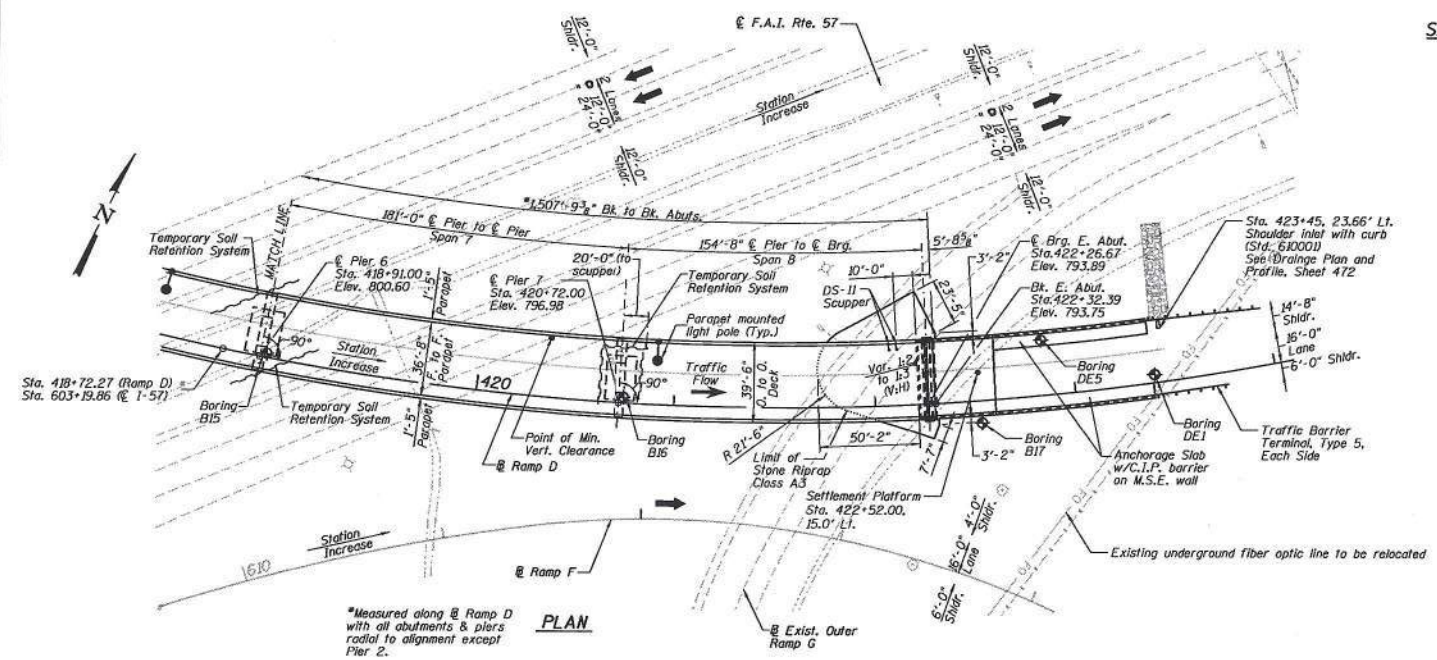 S
℄ F.A.I. Rte. 57
12'-0"
Shldr.
2 Lanes
@ 12'-0"
= 24'-0"
12'-0"
Shldr.
12'-0"
Shldr.
2 Lanes
@ 12'-0"
= 24'-0"
12'-0"
Shldr.
Station
Increase
N
*1,507'-9⅜" Bk. to Bk. Abuts.
MATCH LINE
181'-0" ℄ Pier to ℄ Pier
Span 7
154'-8" ℄ Pier to ℄ Brg.
Span 8
5'-8⅝"
20'-0" (to
scupper)
Temporary Soil
Retention System
℄ Pier 6
Sta. 418+91.00
Elev. 800.60
1'-5"
Parapet
℄ Pier 7
Sta. 420+72.00
Elev. 796.98
Temporary Soil
Retention System
Parapet mounted
light pole (Typ.)
10'-0"
DS-11
Scupper
23'-5"
3'-2"
℄ Brg. E. Abut.
Sta. 422+26.67
Elev. 793.89
Bk. E. Abut.
Sta. 422+32.39
Elev. 793.75
Sta. 423+45, 23.66' Lt.
Shoulder inlet with curb
(Std. 610001)
See Drainge Plan and
Profile, Sheet 472
14'-8"
Shldr.
16'-0"
Lane
6'-0" Shldr.
90°
Station
Increase
36'-8"
F. to F.
Parapet
420
90°
Traffic
Flow
39'-6"
O. to O.
Deck
Var. 1:2
to 1:3
(V:H)
Boring
DE5
Sta. 418+72.27 (Ramp D) =
Sta. 603+19.86 (℄ I-57)
Boring
B15
Temporary Soil
Retention System
1'-5"
Parapet
Point of Min.
Vert. Clearance
℄ Ramp D
Boring
B16
R 21'-6"
50'-2"
Limit of
Stone Riprap
Class A3
7'-7"
3'-2"
Boring
B17
Boring
DE1
Anchorage Slab
w/C.I.P. barrier
on M.S.E. wall
Traffic Barrier
Terminal, Type 5,
Each Side
Settlement Platform
Sta. 422+52.00,
15.0' Lt.
4'-0"
Shldr.
16'-0"
Lane
6'-0"
Shldr.
FO
FO
FO
Existing underground fiber optic line to be relocated
Station
Increase
610
℄ Ramp F
℄ Exist. Outer
Ramp G
*Measured along ℄ Ramp D
with all abutments & piers
radial to alignment except
Pier 2.
PLAN